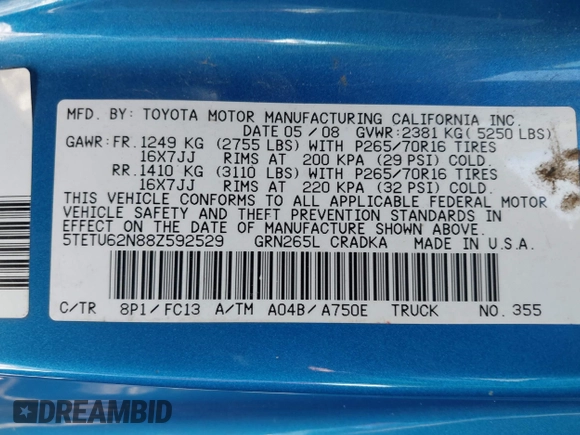 MFD. BY: TOYOTA MOTOR MANUFACTURING CALIFORNIA INC.
DATE 05/08 GVWR:2381 KG( 5250 LBS)
GAWR:FR.1249 KG (2755 LBS) WITH P265/70R16 TIRES
16X7JJ RIMS AT 200 KPA (29 PSI) COLD.
RR.1410 KG (3110 LBS) WITH P265/70R16 TIRES
16X7JJ RIMS AT 220 KPA (32 PSI) COLD.
THIS VEHICLE CONFORMS TO ALL APPLICABLE FEDERAL MOTOR
VEHICLE SAFETY AND THEFT PREVENTION STANDARDS IN
EFFECT ON THE DATE OF MANUFACTURE SHOWN ABOVE.
5TETU62N88Z592529 GRN265L CRADKA MADE IN U.S.A.
C/TR 8P1/FC13 A/TM A04B/A750E TRUCK NO.355
DREAMBID